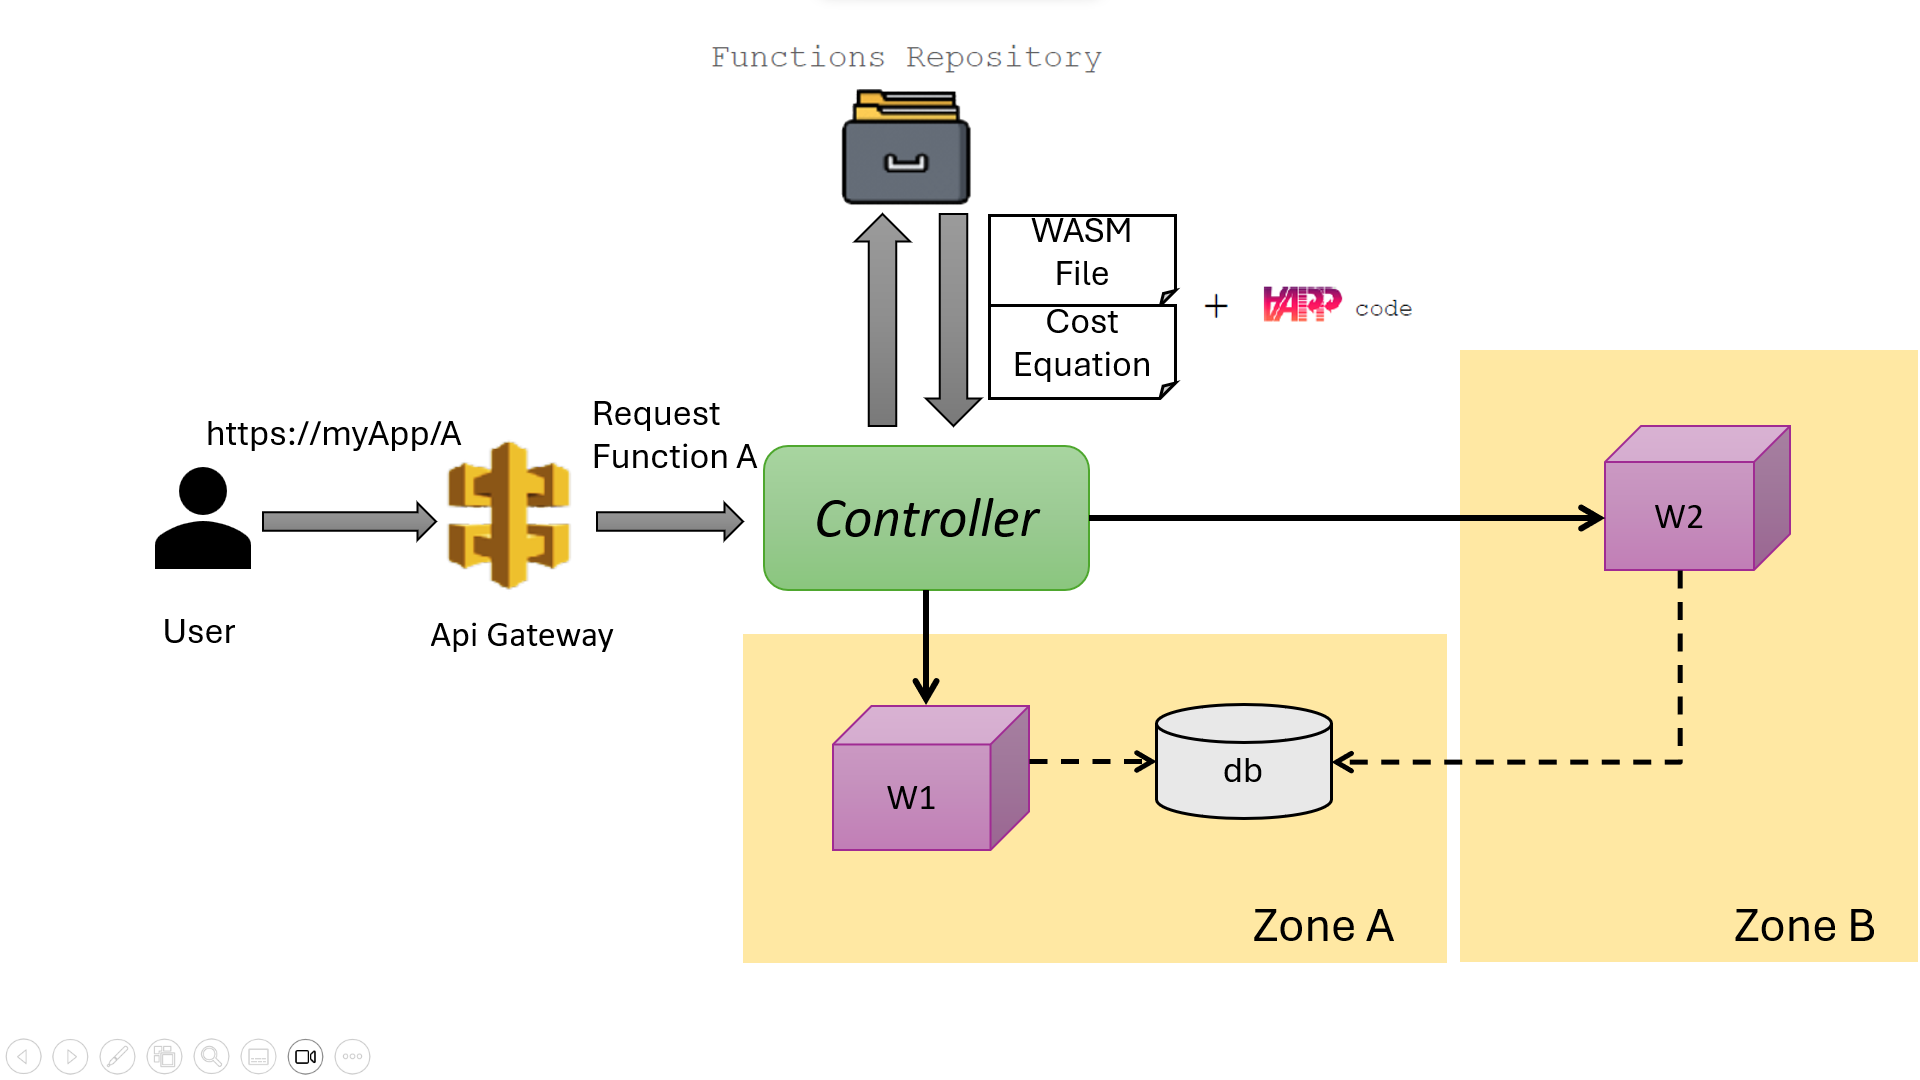 Functions Repository
WASM
File
Cost
Equation
+
code
https://myApp/A
Request
Function A
Controller
User
Api Gateway
W2
W1
db
Zone A
Zone B